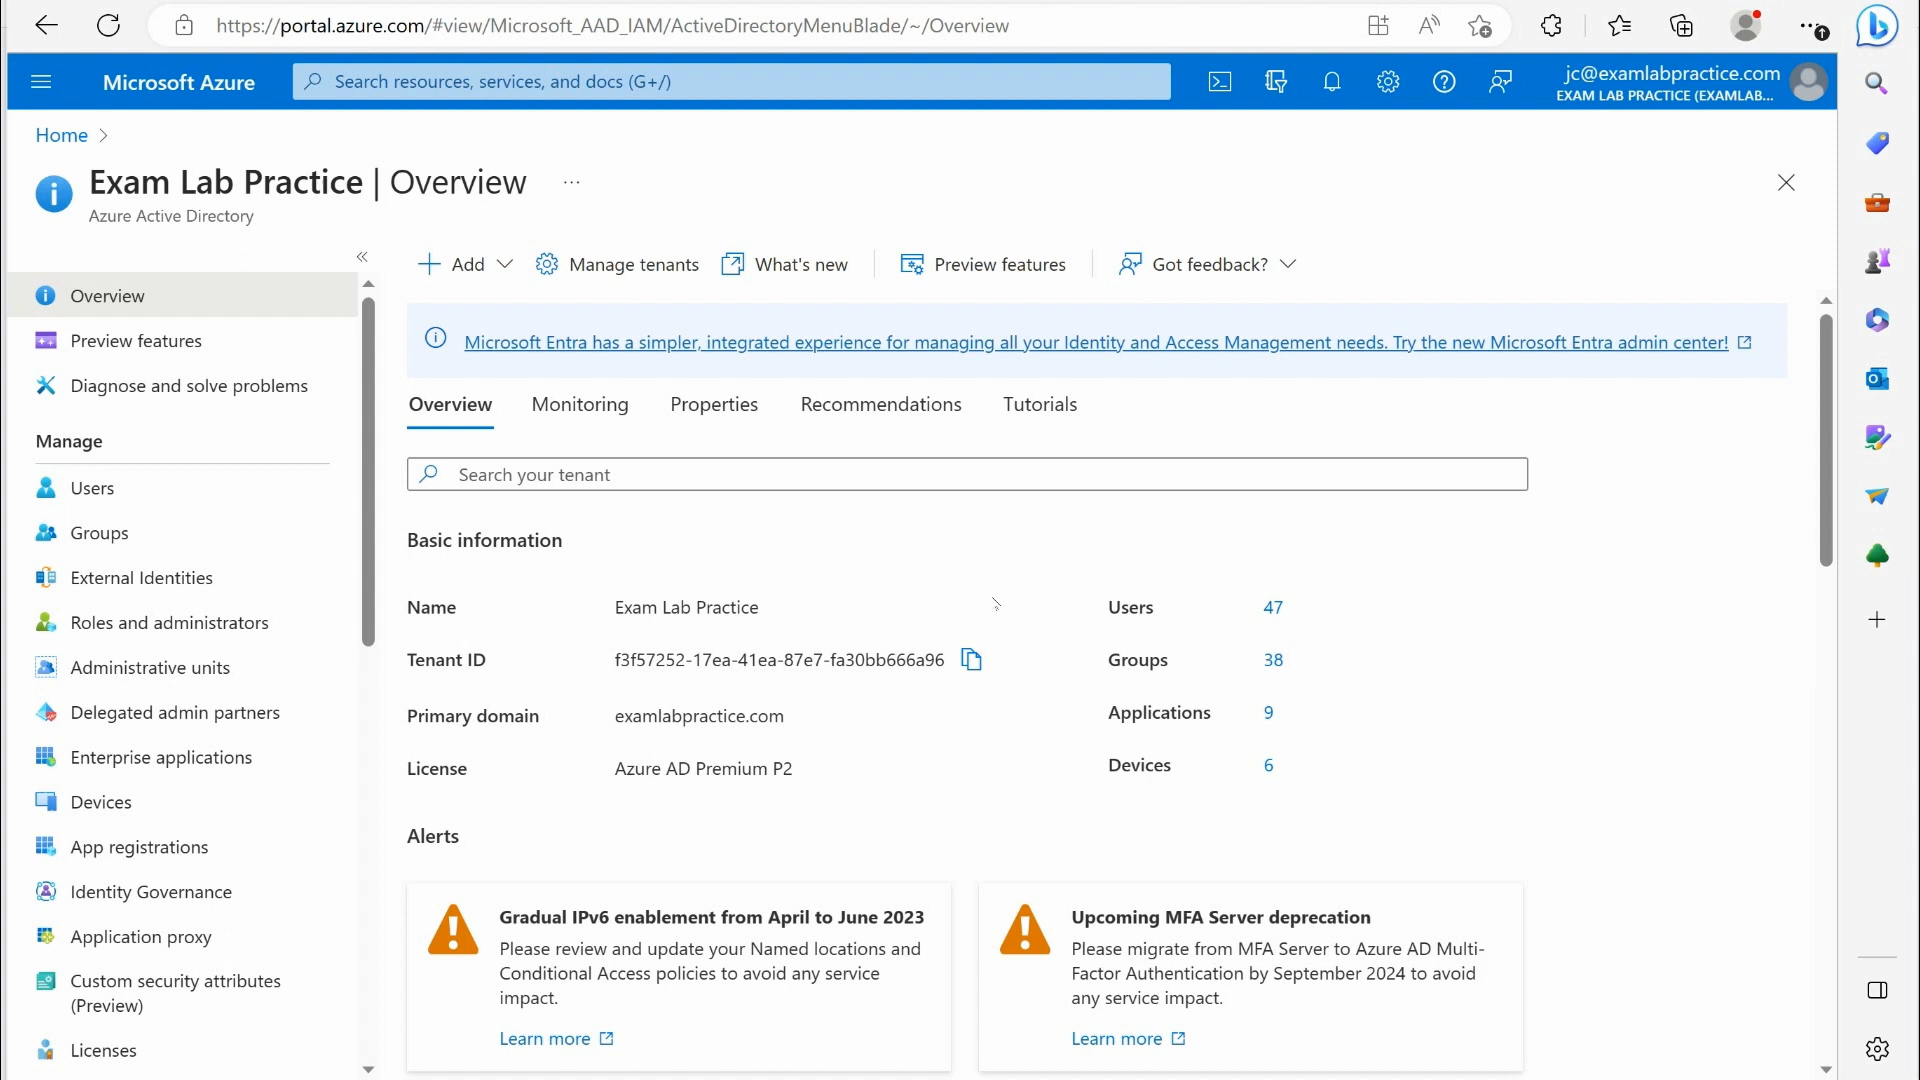 https://portal.azure.com/#view/Microsoft_AAD_IAM/ActiveDirectoryMenuBlade/~/Overview
Microsoft Azure
Search resources, services, and docs (G+/)
jc@examlabpractice.com
EXAM LAB PRACTICE (EXAMLAB...
Home
Exam Lab Practice | Overview ...
Azure Active Directory
Add
Manage tenants
What's new
Preview features
Got feedback?
Overview
Preview features
Diagnose and solve problems
Manage
Users
Groups
External Identities
Roles and administrators
Administrative units
Delegated admin partners
Enterprise applications
Devices
App registrations
Identity Governance
Application proxy
Custom security attributes
(Preview)
Licenses
Microsoft Entra has a simpler, integrated experience for managing all your Identity and Access Management needs. Try the new Microsoft Entra admin center!
Overview
Monitoring
Properties
Recommendations
Tutorials
Search your tenant
Basic information
Name Exam Lab Practice
Tenant ID f3f57252-17ea-41ea-87e7-fa30bb666a96
Primary domain examlabpractice.com
License Azure AD Premium P2
Users 47
Groups 38
Applications 9
Devices 6
Alerts
Gradual IPv6 enablement from April to June 2023
Please review and update your Named locations and
Conditional Access policies to avoid any service
impact.
Learn more
Upcoming MFA Server deprecation
Please migrate from MFA Server to Azure AD Multi-
Factor Authentication by September 2024 to avoid
any service impact.
Learn more